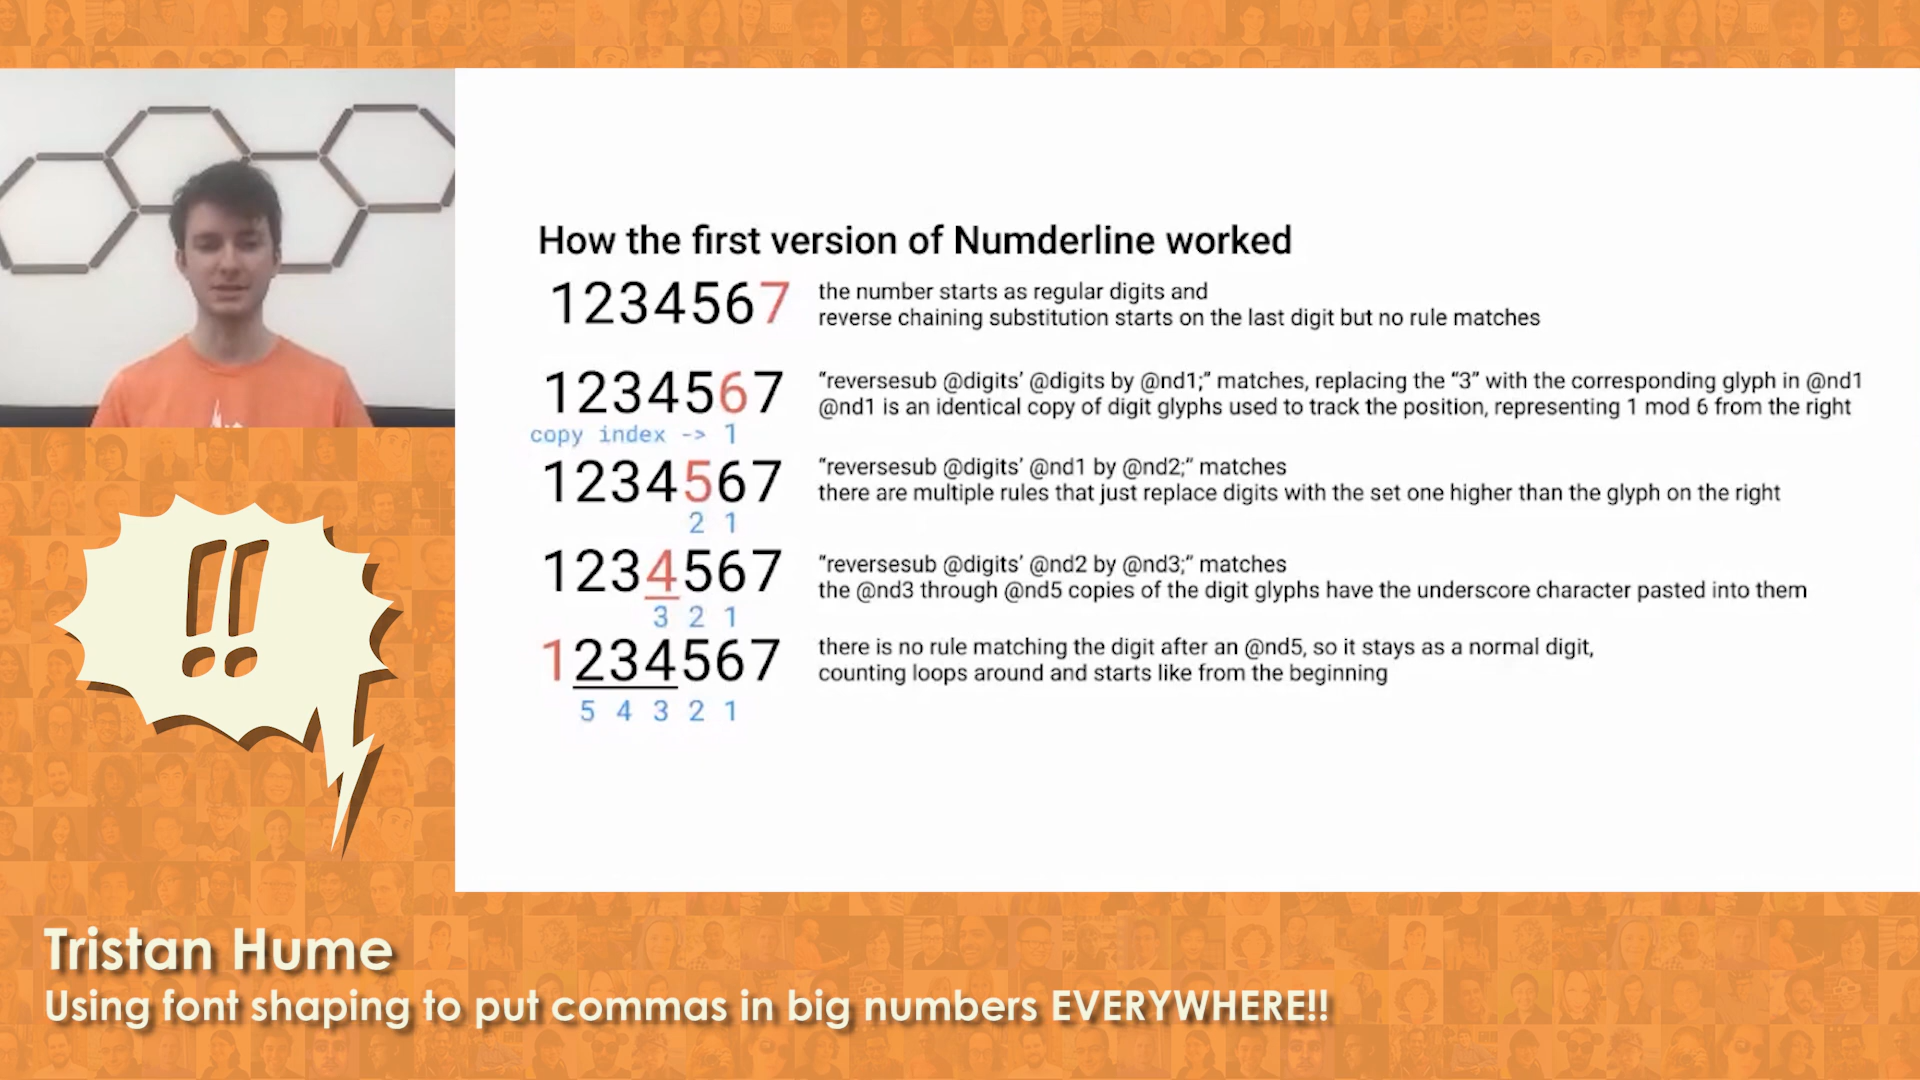 How the first version of Numderline worked
1234567
the number starts as regular digits and
reverse chaining substitution starts on the last digit but no rule matches
1234567
“reversesub @digits’ @digits by @nd1;” matches, replacing the “3” with the corresponding glyph in @nd1
@nd1 is an identical copy of digit glyphs used to track the position, representing 1 mod 6 from the right
copy index -> 1
1234567
“reversesub @digits’ @nd1 by @nd2;” matches
there are multiple rules that just replace digits with the set one higher than the glyph on the right
2 1
1234567
“reversesub @digits’ @nd2 by @nd3;” matches
the @nd3 through @nd5 copies of the digit glyphs have the underscore character pasted into them
3 2 1
1234567
there is no rule matching the digit after an @nd5, so it stays as a normal digit,
counting loops around and starts like from the beginning
5 4 3 2 1
!!
Tristan Hume
Using font shaping to put commas in big numbers EVERYWHERE!!